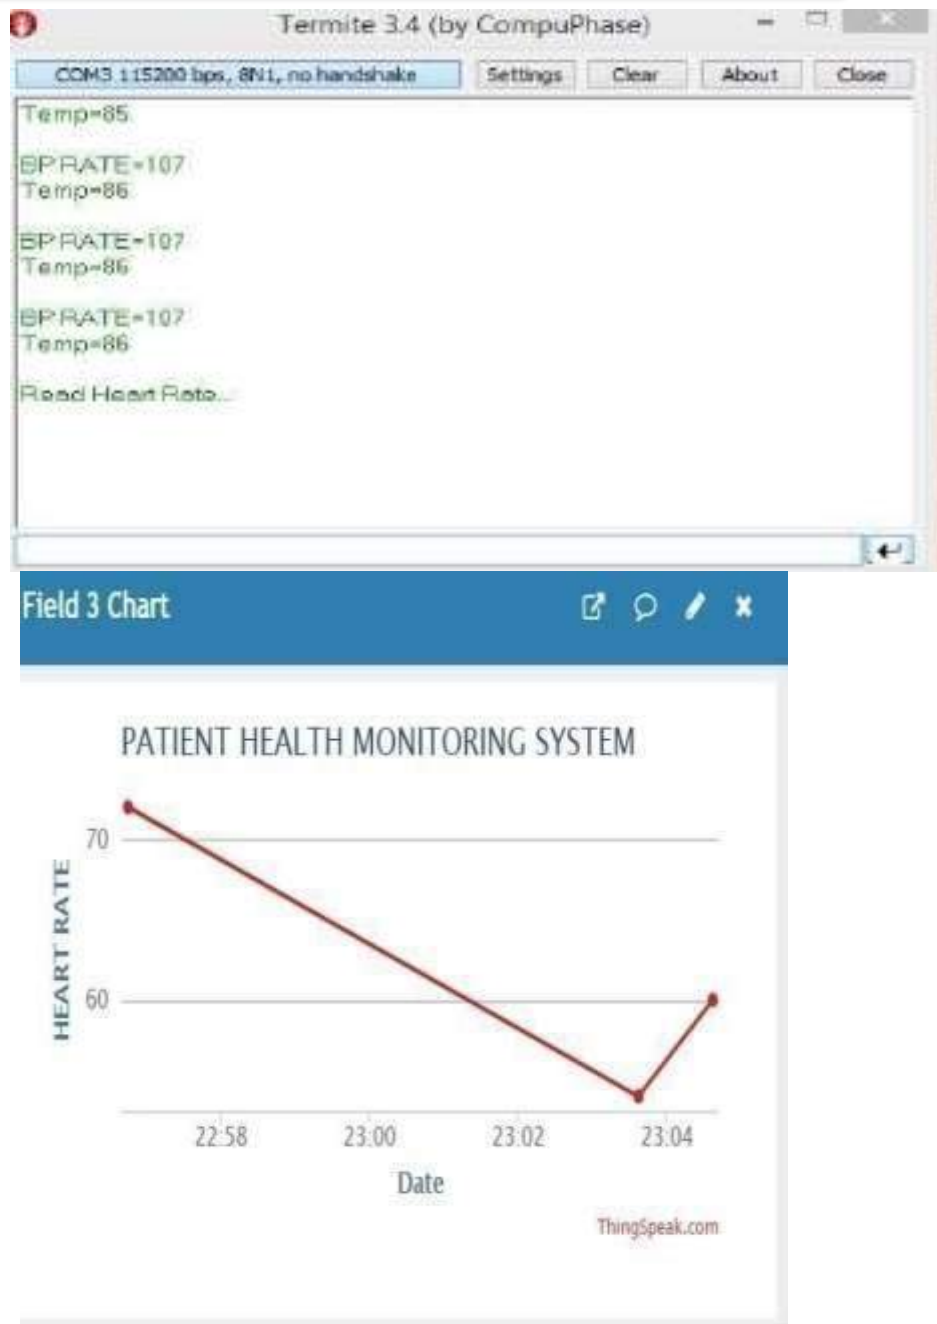 Termite 3.4 (by CompuPhase)
COM3 115200 bps, 8N1, no handshake Settings Clear About Close
Temp=85
BP RATE=107
Temp=86
BP RATE=107
Temp=86
BP RATE=107
Temp=86
Read Heart Rate...
Field 3 Chart
PATIENT HEALTH MONITORING SYSTEM
HEART RATE
70
60
22:58 23:00 23:02 23:04
Date
ThingSpeak.com